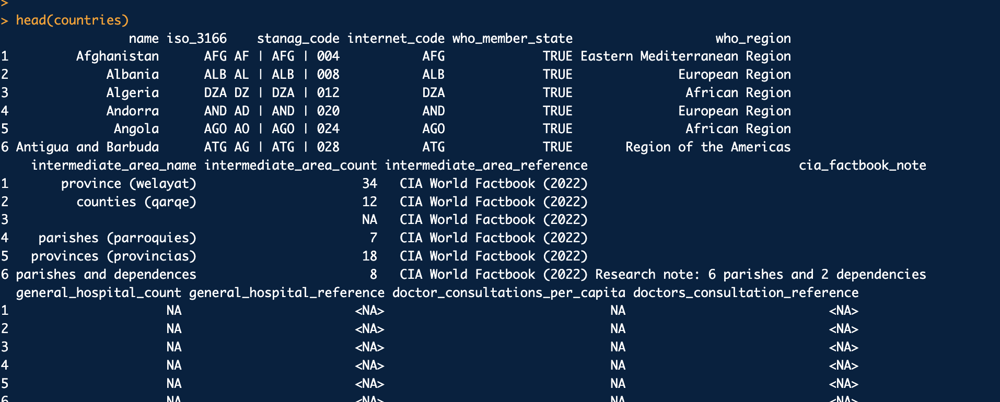 >
> head(countries)
                 name iso_3166    stanag_code internet_code who_member_state                   who_region
1         Afghanistan      AFG AF | AFG | 004           AFG             TRUE Eastern Mediterranean Region
2             Albania      ALB AL | ALB | 008           ALB             TRUE              European Region
3             Algeria      DZA DZ | DZA | 012           DZA             TRUE               African Region
4             Andorra      AND AD | AND | 020           AND             TRUE              European Region
5              Angola      AGO AO | AGO | 024           AGO             TRUE               African Region
6 Antigua and Barbuda      ATG AG | ATG | 028           ATG             TRUE       Region of the Americas
    intermediate_area_name intermediate_area_count intermediate_area_reference                            cia_factbook_note
1       province (welayat)                      34   CIA World Factbook (2022)
2         counties (qarqe)                      12   CIA World Factbook (2022)
3                                               NA   CIA World Factbook (2022)
4     parishes (parroquies)                       7   CIA World Factbook (2022)
5    provinces (provincias)                      18   CIA World Factbook (2022)
6 parishes and dependences                       8   CIA World Factbook (2022) Research note: 6 parishes and 2 dependencies
  general_hospital_count general_hospital_reference doctor_consultations_per_capita doctors_consultation_reference
1                     NA                       <NA>                              NA                           <NA>
2                     NA                       <NA>                              NA                           <NA>
3                     NA                       <NA>                              NA                           <NA>
4                     NA                       <NA>                              NA                           <NA>
5                     NA                       <NA>                              NA                           <NA>
6                     NA                       <NA>                              NA                           <NA>